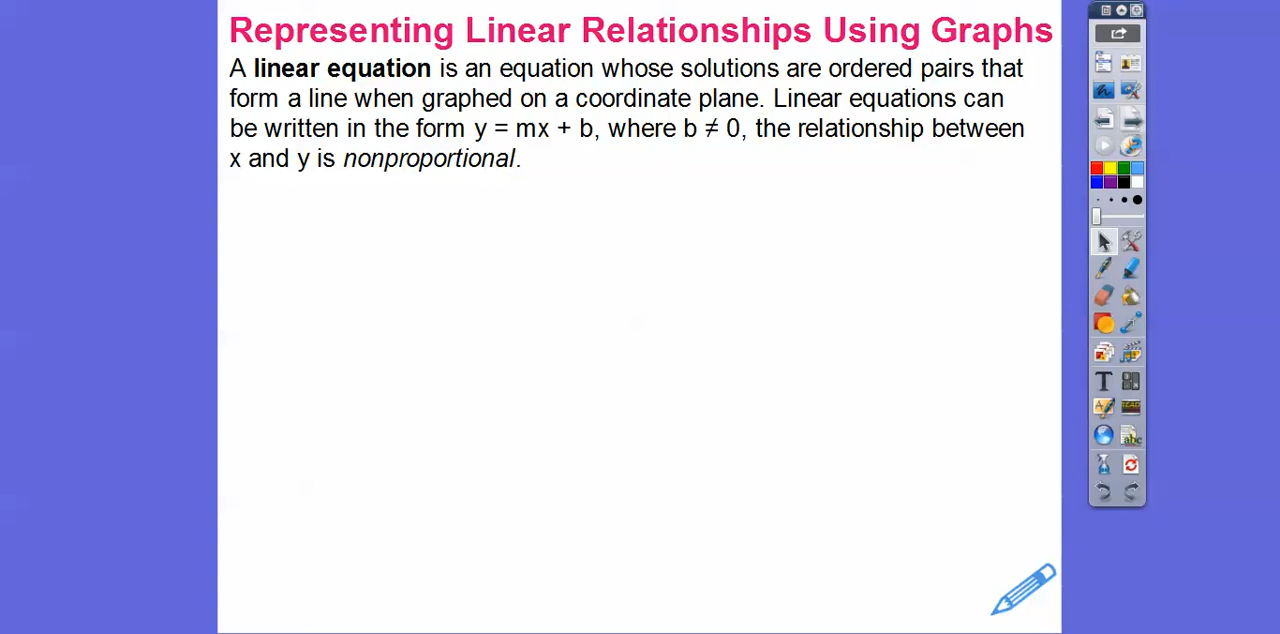 Representing Linear Relationships Using Graphs
A linear equation is an equation whose solutions are ordered pairs that
form a line when graphed on a coordinate plane. Linear equations can
be written in the form y = mx + b, where b ≠ 0, the relationship between
x and y is nonproportional.